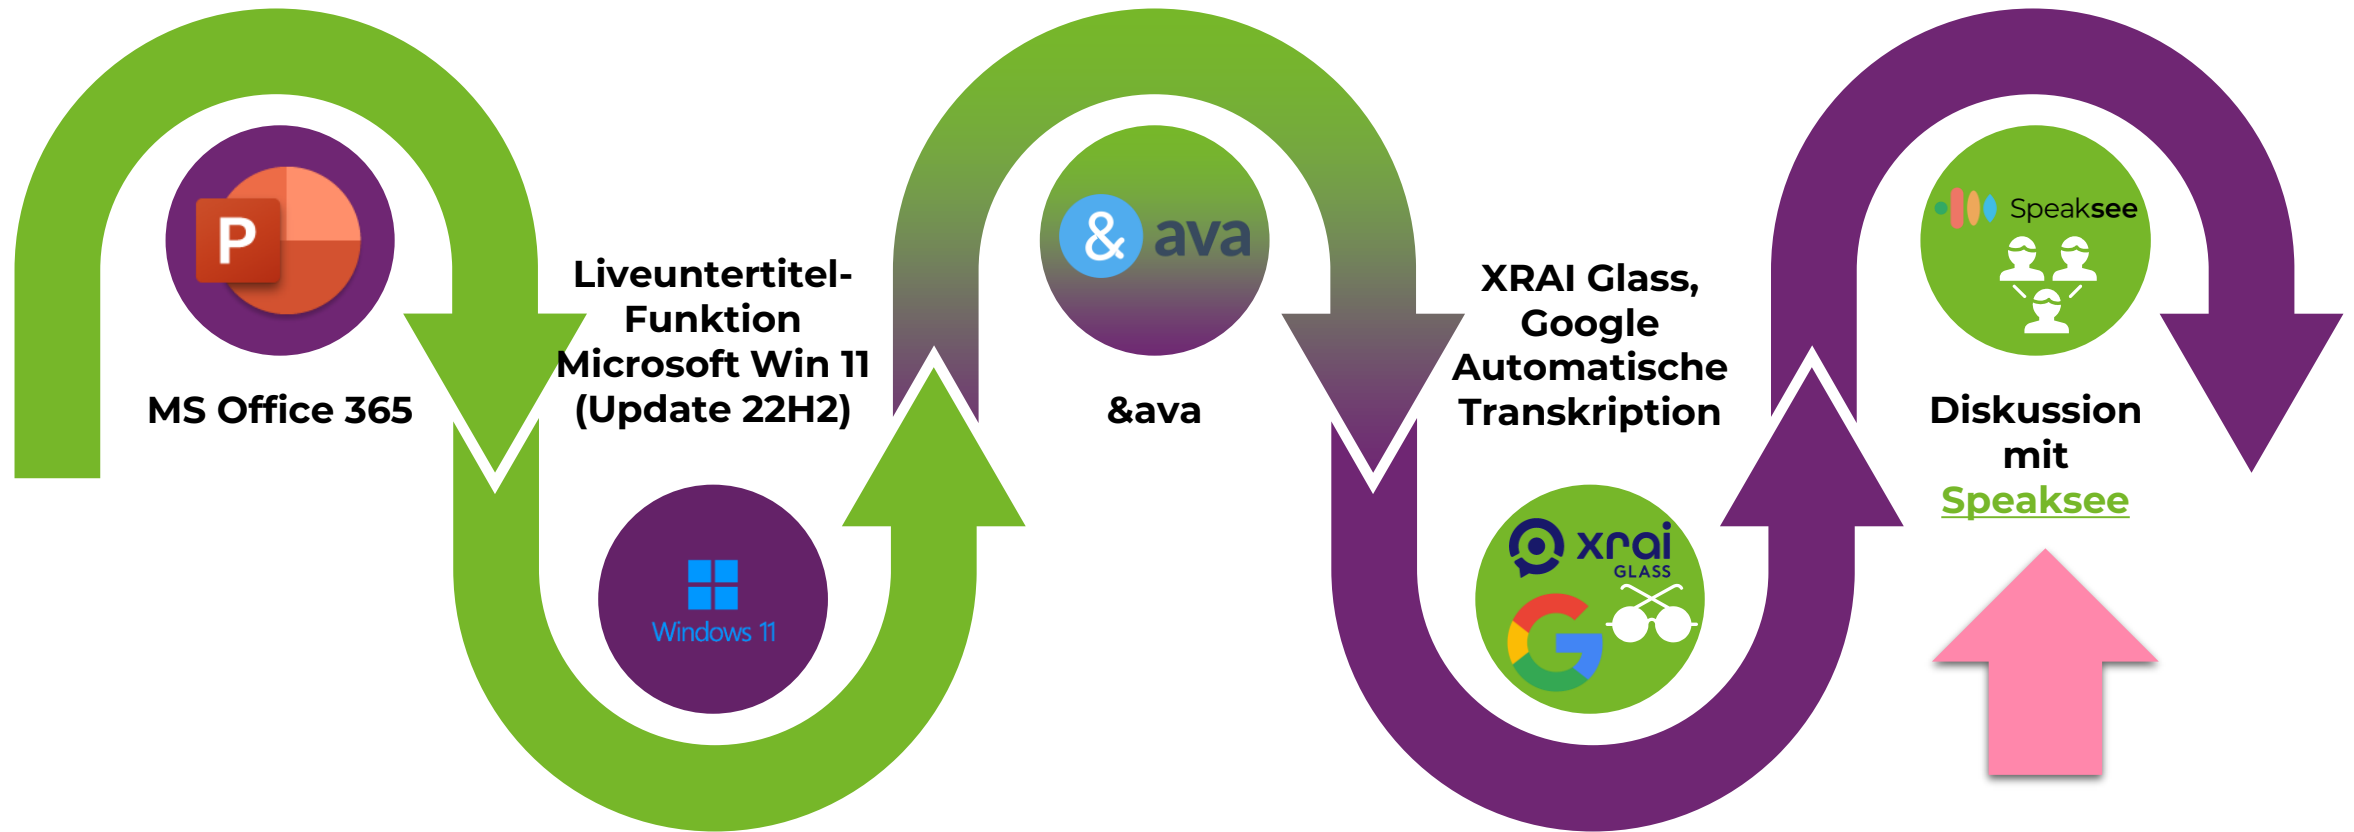 P
MS Office 365
Liveuntertitel-
Funktion
Microsoft Win 11
(Update 22H2)
Windows 11
& ava
&ava
XRAI Glass,
Google
Automatische
Transkription
xrai
GLASS
G
Speaksee
Diskussion
mit
Speaksee